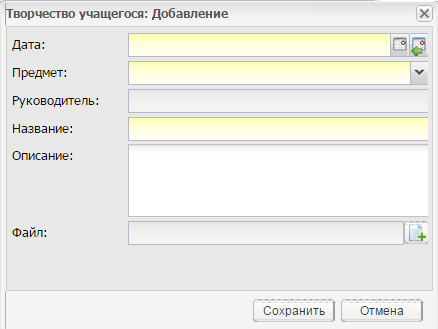 Творчество учащегося: Добавление
Дата:
Предмет:
Руководитель:
Название:
Описание:
Файл:
Сохранить Отмена